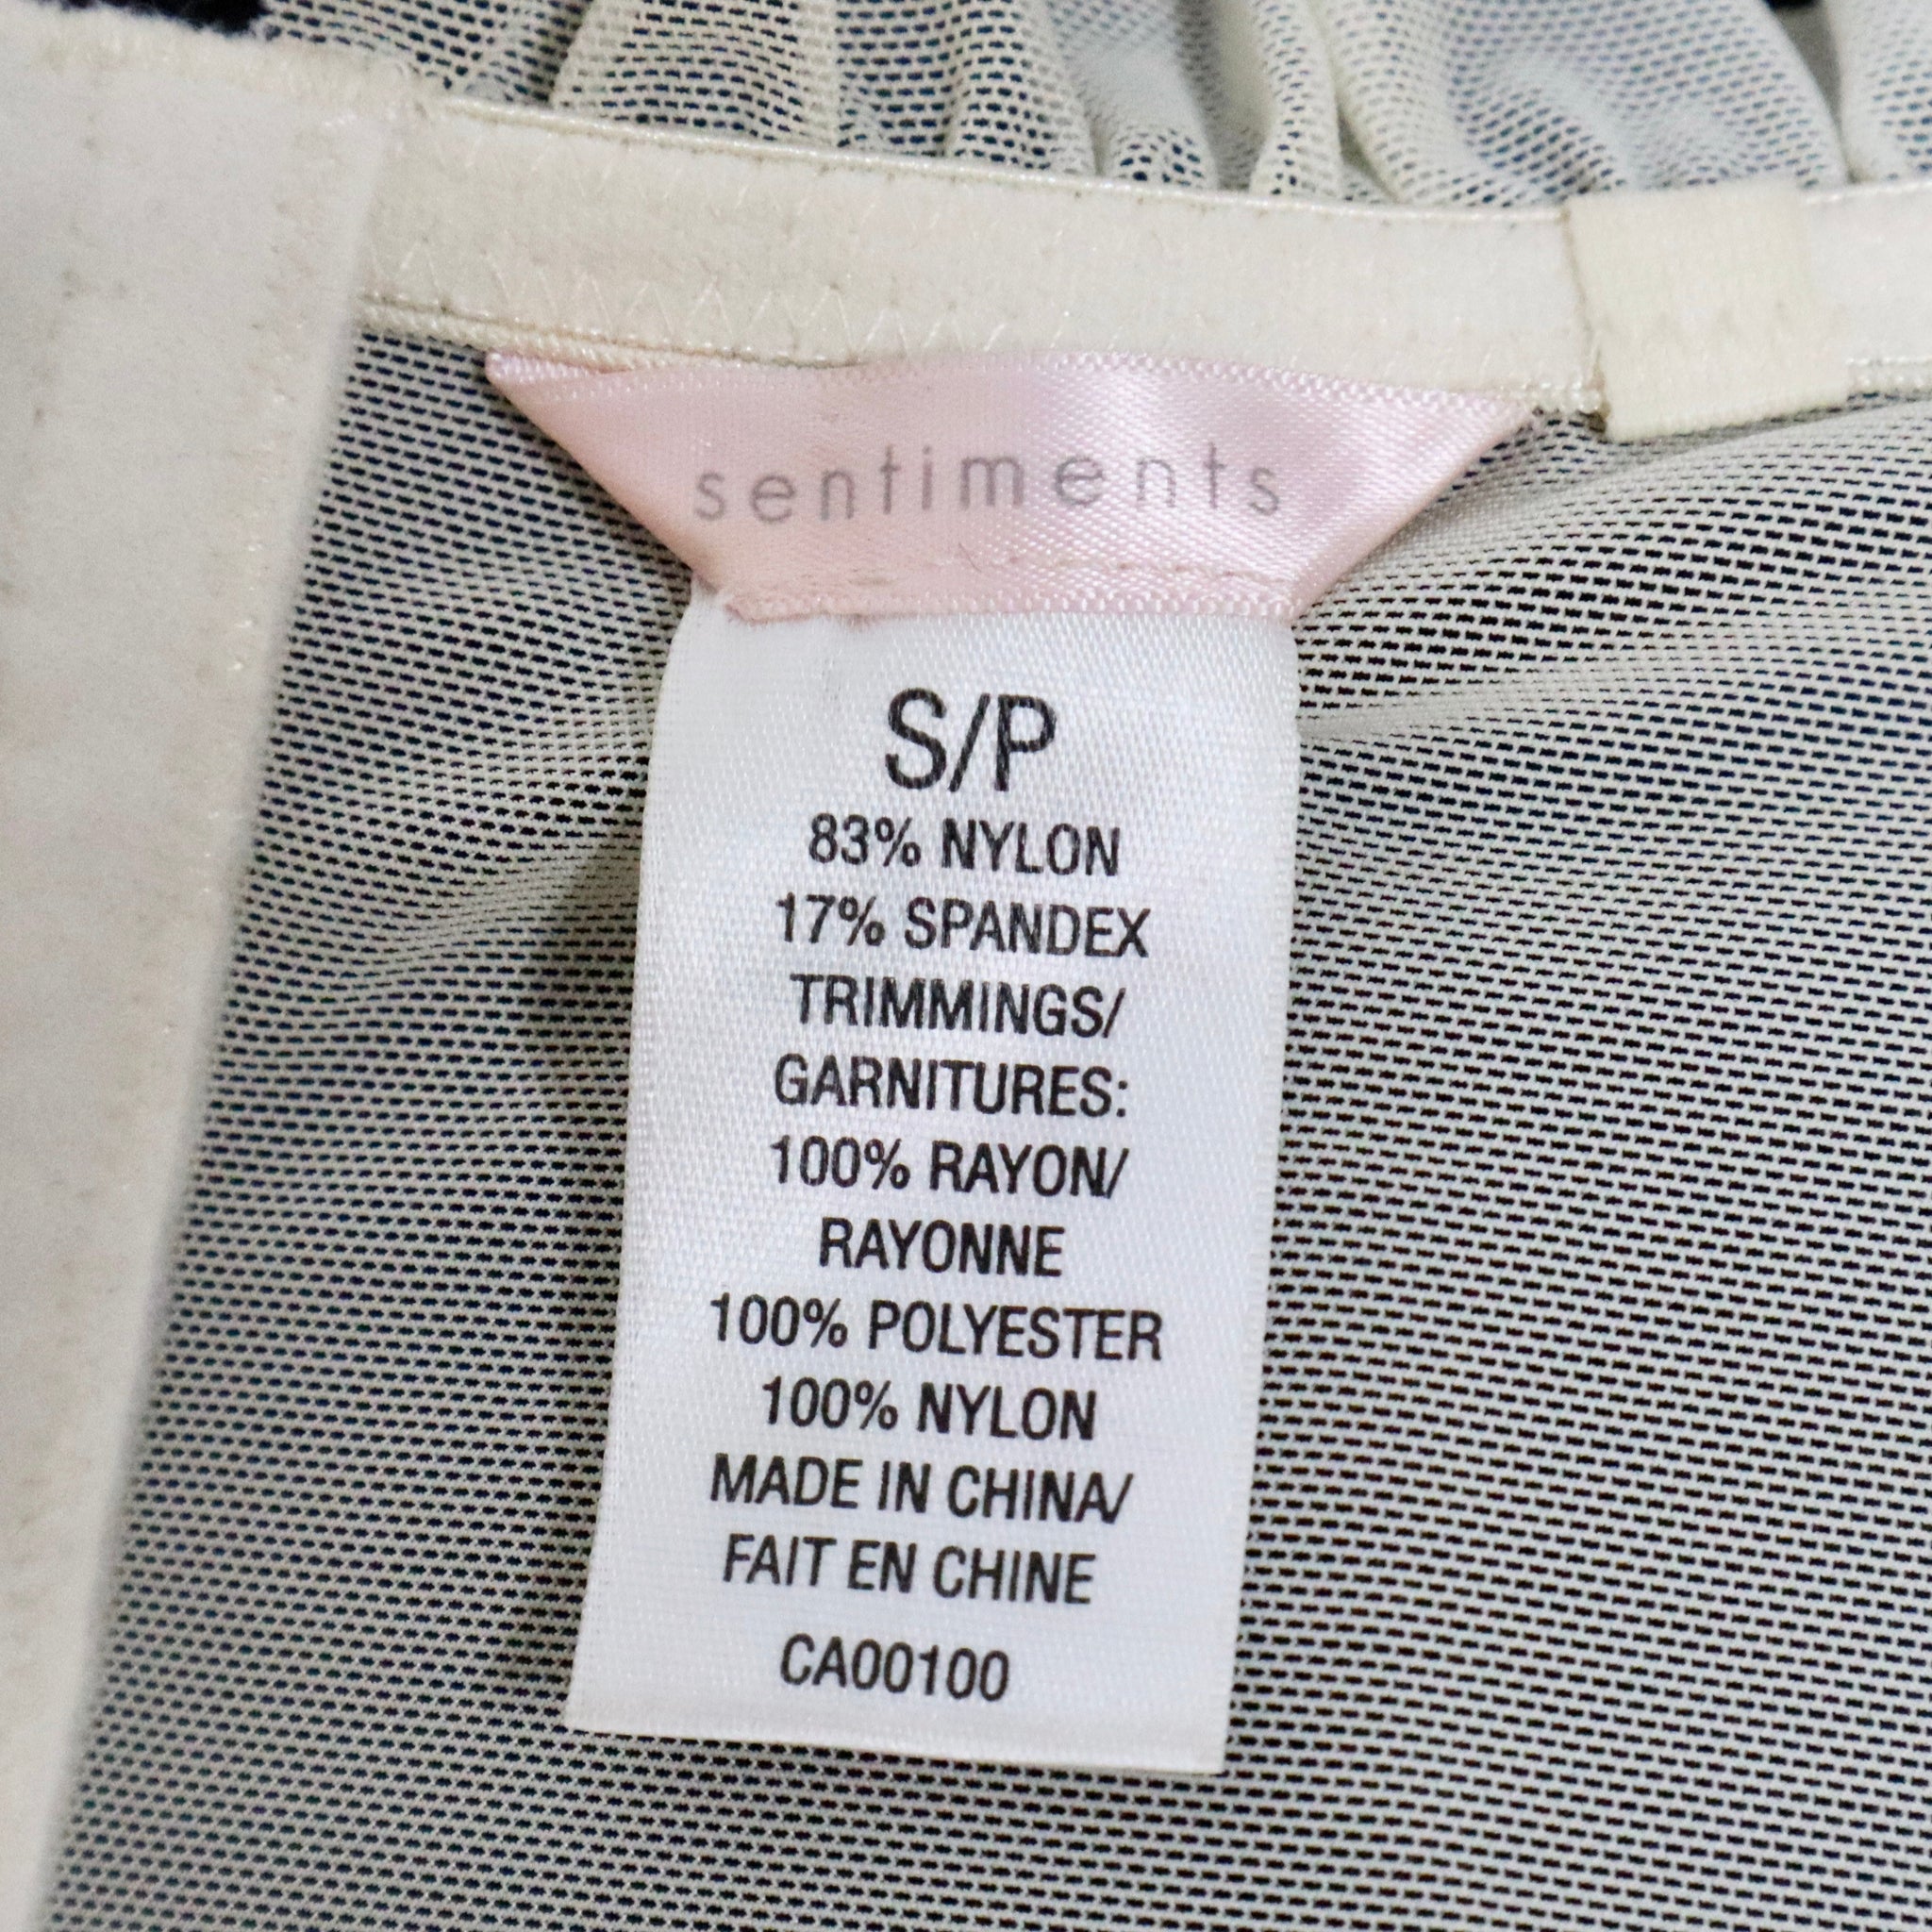 sentiments
S/P
83% NYLON
17% SPANDEX
TRIMMINGS/
GARNITURES:
100% RAYON/
RAYONNE
100% POLYESTER
100% NYLON
MADE IN CHINA/
FAIT EN CHINE
CA00100